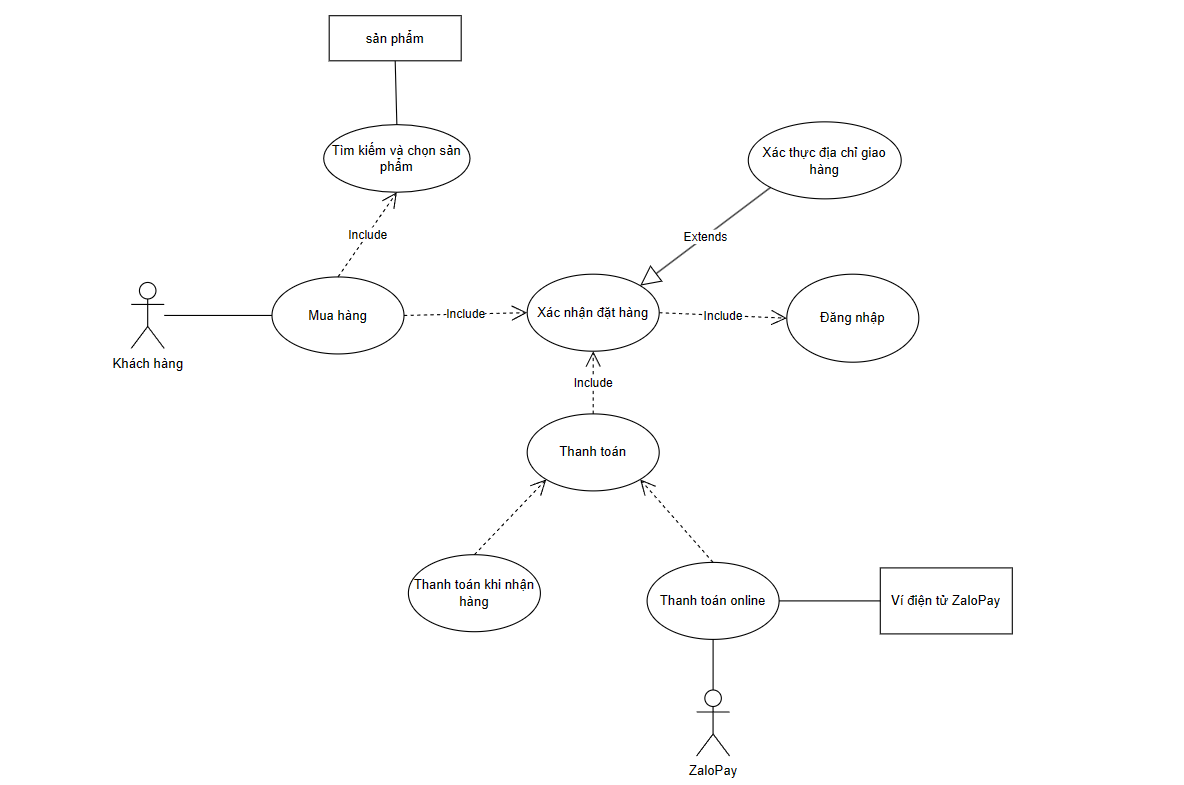 sản phẩm
Tìm kiếm và chọn sản
phẩm
Xác thực địa chỉ giao
hàng
Include
Extends
Khách hàng
Mua hàng
Include
Xác nhận đặt hàng
Include
Đăng nhập
Include
Thanh toán
Thanh toán khi nhận
hàng
Thanh toán online
Ví điện tử ZaloPay
ZaloPay